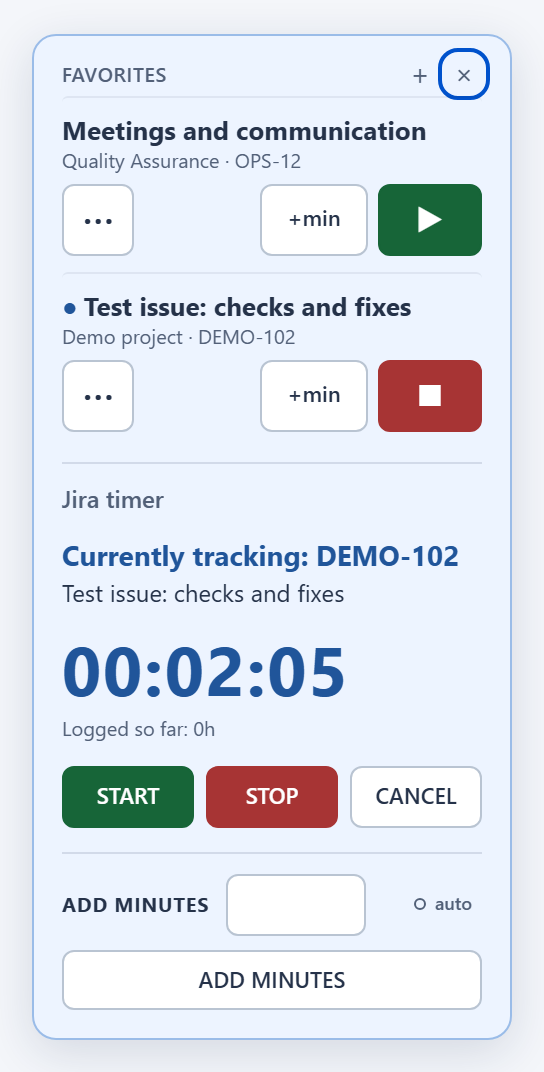 FAVORITES + ×
Meetings and communication
Quality Assurance · OPS-12
... +min
● Test issue: checks and fixes
Demo project · DEMO-102
... +min
Jira timer
Currently tracking: DEMO-102
Test issue: checks and fixes
00:02:05
Logged so far: 0h
START STOP CANCEL
ADD MINUTES auto
ADD MINUTES